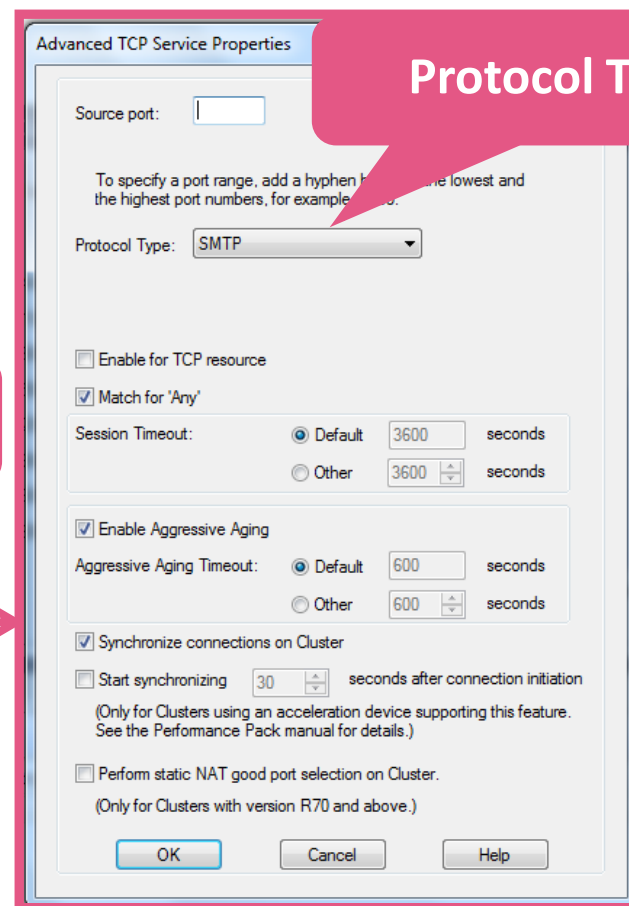 Advanced TCP Service Properties
Protocol T
Source port:
To specify a port range, add a hyphen lowest and
the highest port numbers, for example
Protocol Type: SMTP
Enable for TCP resource
Match for 'Any'
Session Timeout: Default 3600 seconds
Other 3600 seconds
Enable Aggressive Aging
Aggressive Aging Timeout: Default 600 seconds
Other 600 seconds
Synchronize connections on Cluster
Start synchronizing 30 seconds after connection initiation
(Only for Clusters using an acceleration device supporting this feature.
See the Performance Pack manual for details.)
Perform static NAT good port selection on Cluster.
(Only for Clusters with version R70 and above.)
OK Cancel Help